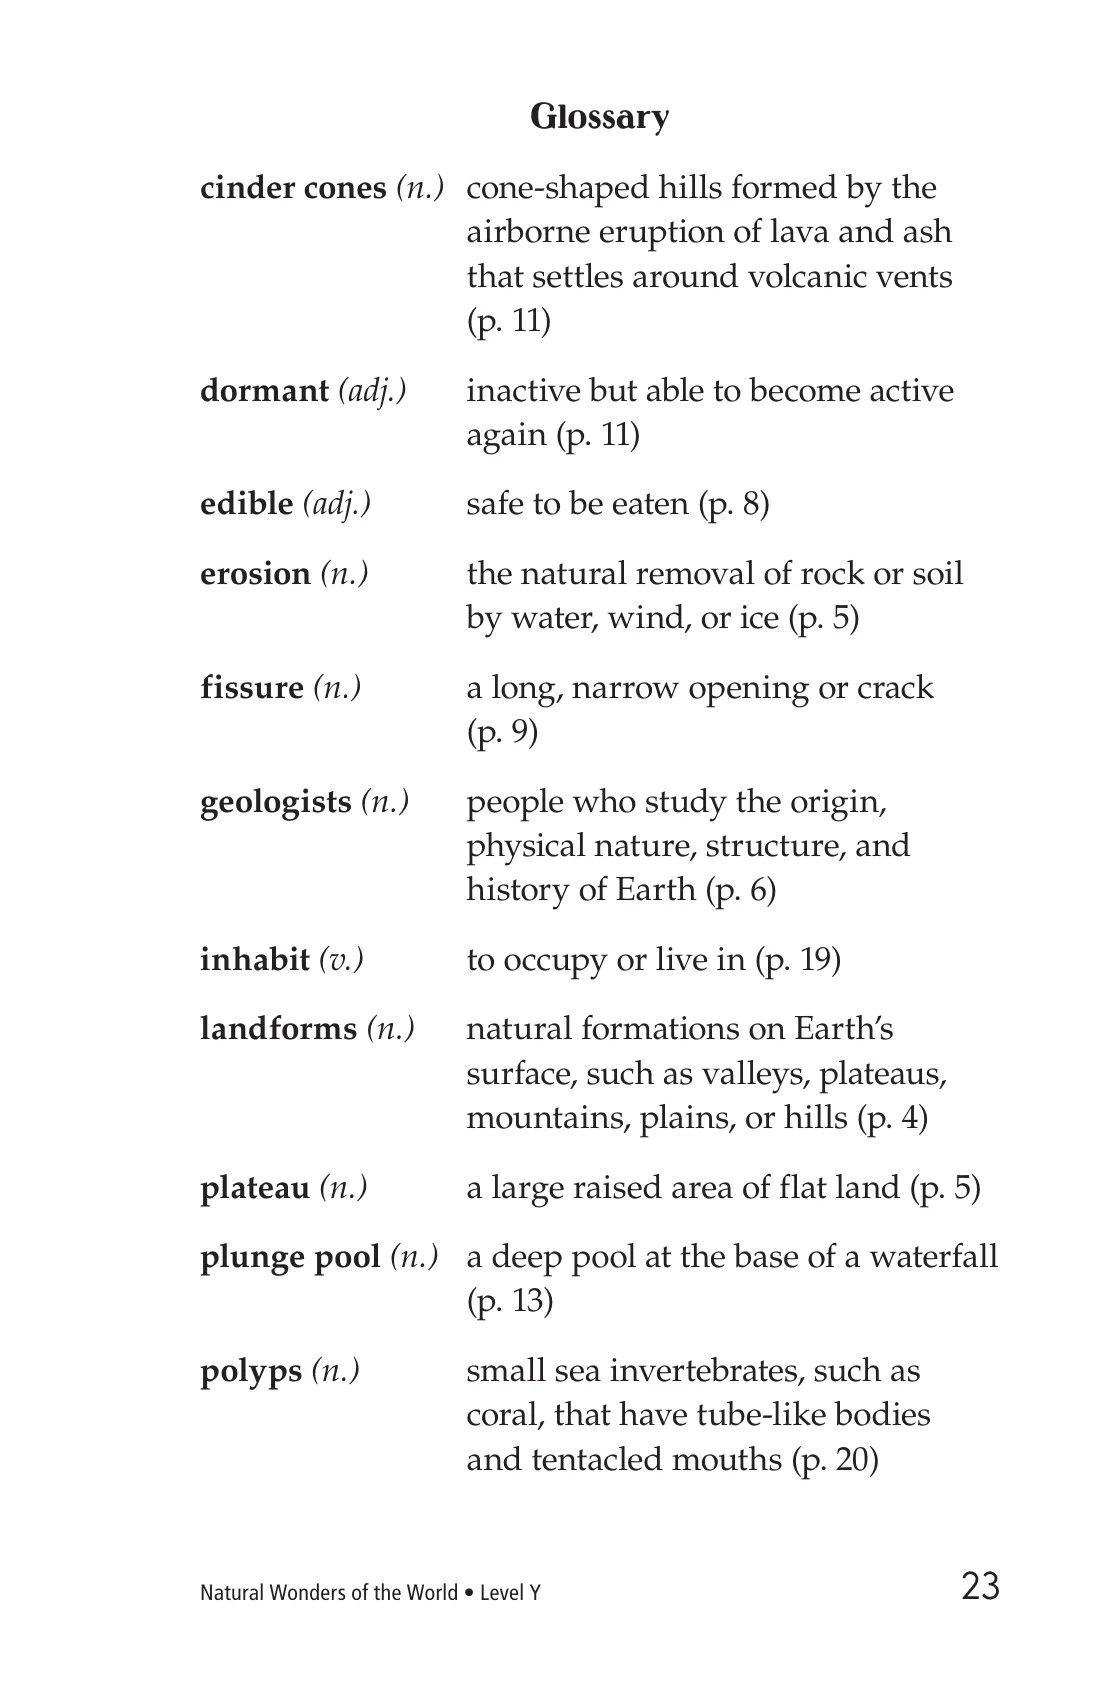 Glossary
cinder cones (n.) cone-shaped hills formed by the
airborne eruption of lava and ash
that settles around volcanic vents
(p. 11)
dormant (adj.) inactive but able to become active
again (p. 11)
edible (adj.) safe to be eaten (p. 8)
erosion (n.) the natural removal of rock or soil
by water, wind, or ice (p. 5)
fissure (n.) a long, narrow opening or crack
(p. 9)
geologists (n.) people who study the origin,
physical nature, structure, and
history of Earth (p. 6)
inhabit (v.) to occupy or live in (p. 19)
landforms (n.) natural formations on Earth’s
surface, such as valleys, plateaus,
mountains, plains, or hills (p. 4)
plateau (n.) a large raised area of flat land (p. 5)
plunge pool (n.) a deep pool at the base of a waterfall
(p. 13)
polyps (n.) small sea invertebrates, such as
coral, that have tube-like bodies
and tentacled mouths (p. 20)
Natural Wonders of the World • Level Y 23